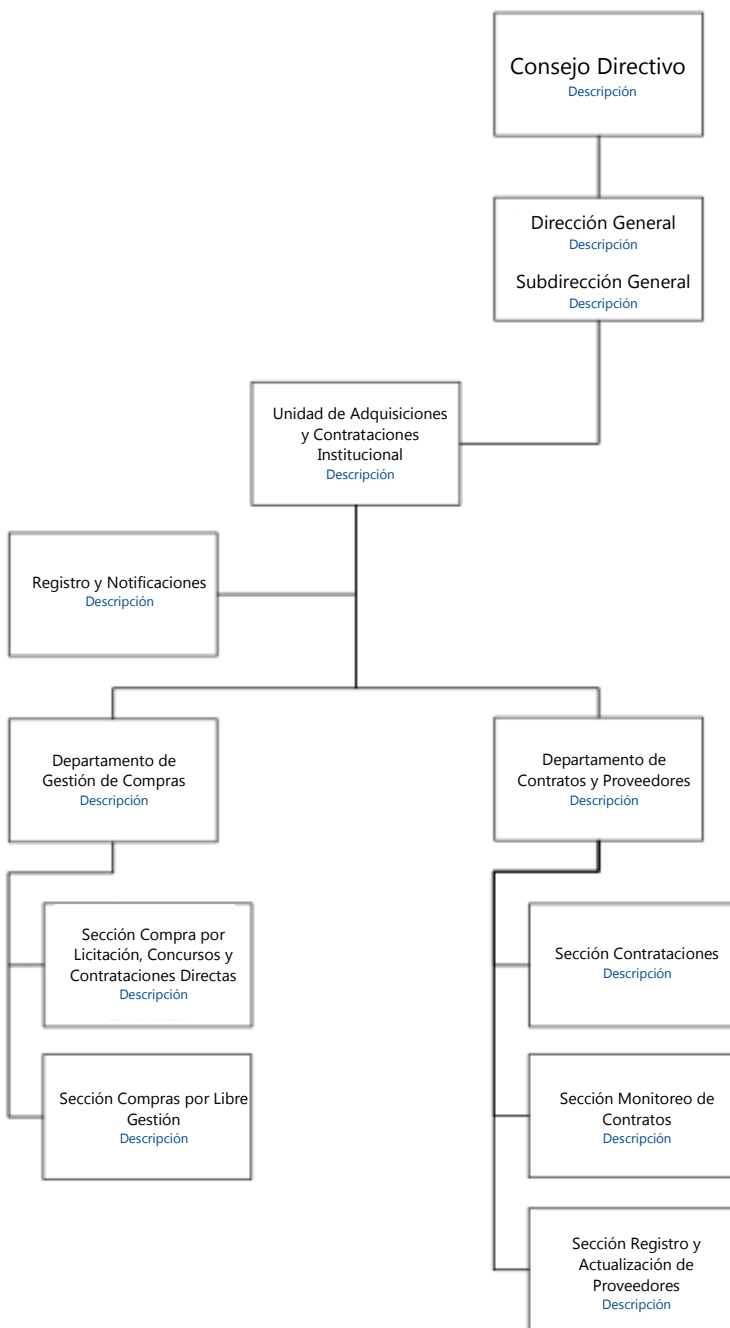 Consejo Directivo
Descripción
Dirección General
Descripción
Subdirección General
Descripción
Unidad de Adquisiciones
y Contrataciones
Institucional
Descripción
Registro y Notificaciones
Descripción
Departamento de
Gestión de Compras
Descripción
Departamento de
Contratos y Proveedores
Descripción
Sección Compra por
Licitación, Concursos y
Contrataciones Directas
Descripción
Sección Contrataciones
Descripción
Sección Compras por Libre
Gestión
Descripción
Sección Monitoreo de
Contratos
Descripción
Sección Registro y
Actualización de
Proveedores
Descripción